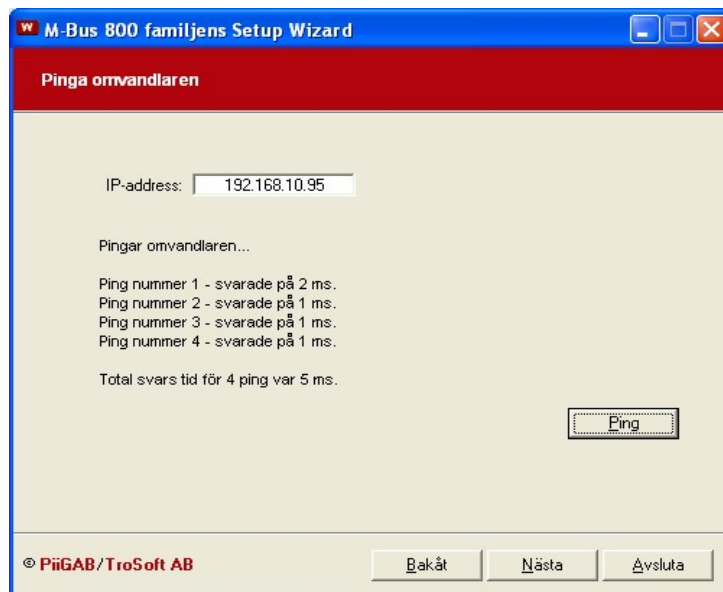 W M-Bus 800 familjens Setup Wizard
Pinga omvandlaren
IP-address: 192.168.10.95
Pingar omvandlaren...
Ping nummer 1 - svarade på 2 ms.
Ping nummer 2 - svarade på 1 ms.
Ping nummer 3 - svarade på 1 ms.
Ping nummer 4 - svarade på 1 ms.
Total svars tid för 4 ping var 5 ms.
Ping
© PiiGAB/TroSoft AB
Bakåt
Nästa
Avsluta